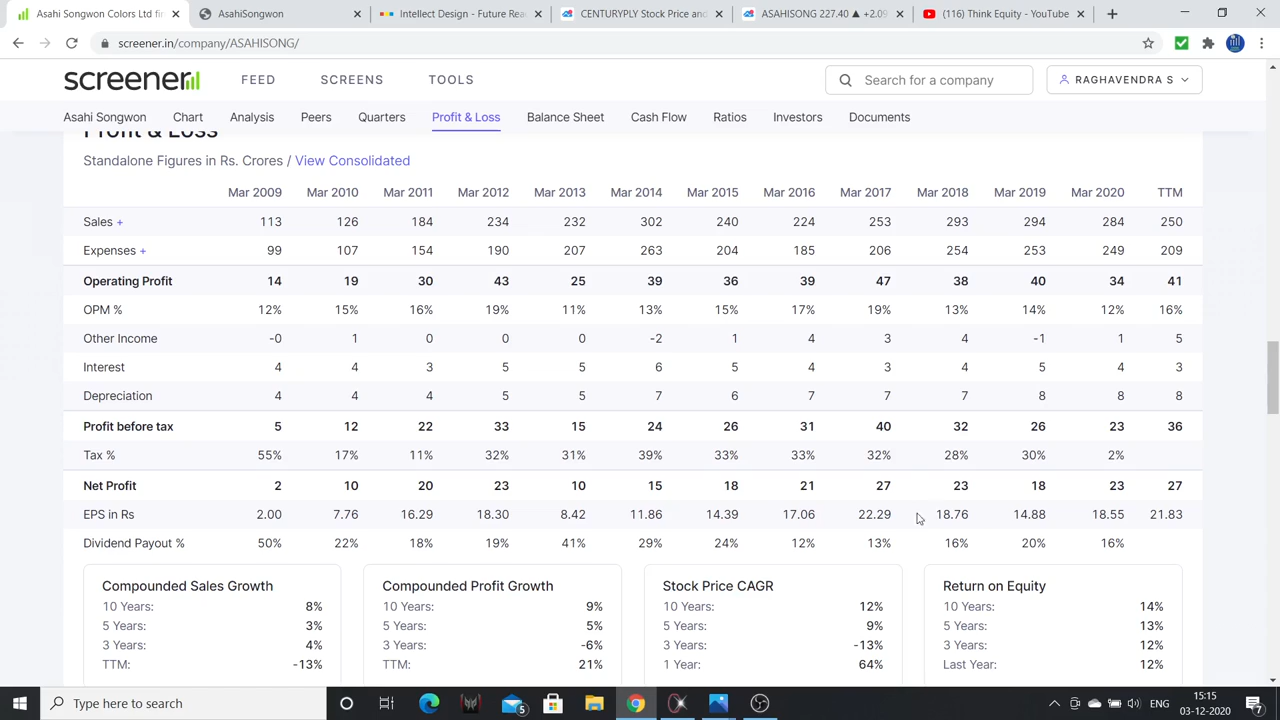 Asahi Songwon Colors Ltd fin
AsahiSongwon
Intellect Design - Future Rea
CENTURYPLY Stock Price and
ASAHISONG 227.40 ▲ +2.09
(116) Think Equity - YouTube
screener.in/company/ASAHISONG/
screener
FEED
SCREENS
TOOLS
Search for a company
RAGHAVENDRA S
Asahi Songwon Chart Analysis Peers Quarters Profit & Loss Balance Sheet Cash Flow Ratios Investors Documents
Profit & Loss
Standalone Figures in Rs. Crores / View Consolidated
Mar 2009 Mar 2010 Mar 2011 Mar 2012 Mar 2013 Mar 2014 Mar 2015 Mar 2016 Mar 2017 Mar 2018 Mar 2019 Mar 2020 TTM
Sales + 113 126 184 234 232 302 240 224 253 293 294 284 250
Expenses + 99 107 154 190 207 263 204 185 206 254 253 249 209
Operating Profit 14 19 30 43 25 39 36 39 47 38 40 34 41
OPM % 12% 15% 16% 19% 11% 13% 15% 17% 19% 13% 14% 12% 16%
Other Income -0 1 0 0 0 -2 1 4 3 4 -1 1 5
Interest 4 4 3 5 5 6 5 4 3 4 5 4 3
Depreciation 4 4 4 5 5 7 6 7 7 7 8 8 8
Profit before tax 5 12 22 33 15 24 26 31 40 32 26 23 36
Tax % 55% 17% 11% 32% 31% 39% 33% 33% 32% 28% 30% 2%
Net Profit 2 10 20 23 10 15 18 21 27 23 18 23 27
EPS in Rs 2.00 7.76 16.29 18.30 8.42 11.86 14.39 17.06 22.29 18.76 14.88 18.55 21.83
Dividend Payout % 50% 22% 18% 19% 41% 29% 24% 12% 13% 16% 20% 16%
Compounded Sales Growth
10 Years: 8%
5 Years: 3%
3 Years: 4%
TTM: -13%
Compounded Profit Growth
10 Years: 9%
5 Years: 5%
3 Years: -6%
TTM: 21%
Stock Price CAGR
10 Years: 12%
5 Years: 9%
3 Years: -13%
1 Year: 64%
Return on Equity
10 Years: 14%
5 Years: 13%
3 Years: 12%
Last Year: 12%
Type here to search
5
ENG
15:15
03-12-2020
7